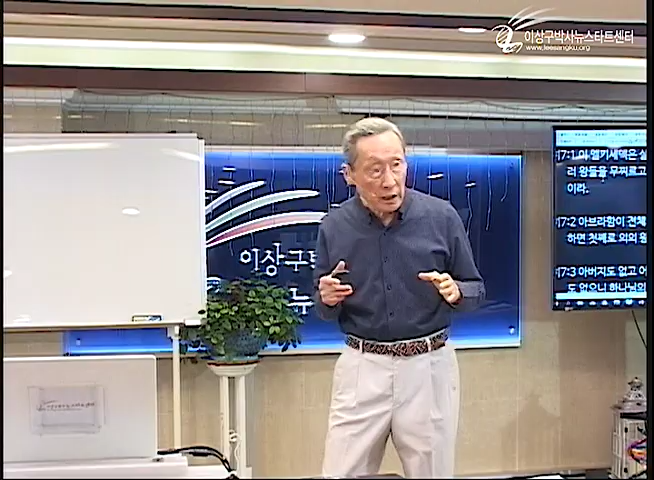 이상구박사뉴스타트센터
www.leesangku.org
이상구
뉴
17:1 이 멜기세덱은 살
러 왕들을 무찌르고
이라.
17:2 아브라함이 전체
하면 첫째로 의의 왕
17:3 아버지도 없고 어
도 없으니 하나님의